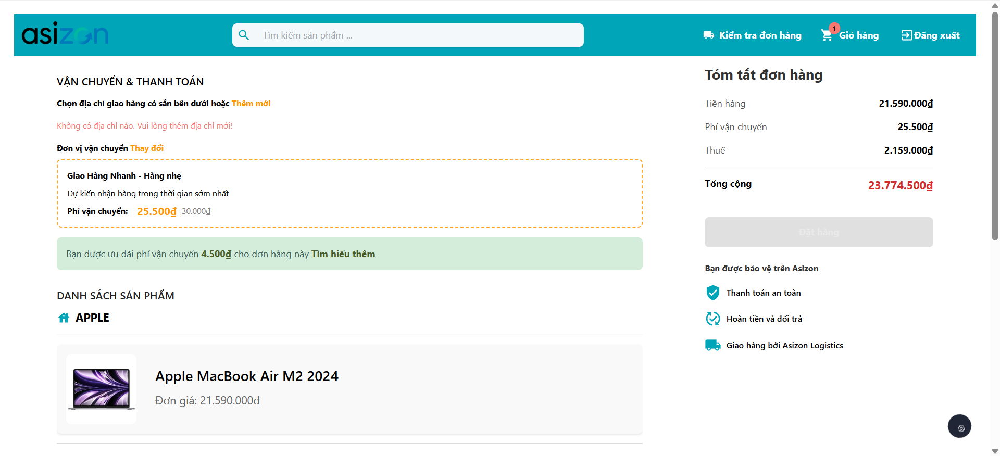 asizon
Tìm kiếm sản phẩm ...
Kiểm tra đơn hàng
1
Giỏ hàng
Đăng xuất
VẬN CHUYỂN & THANH TOÁN
Chọn địa chỉ giao hàng có sẵn bên dưới hoặc Thêm mới
Không có địa chỉ nào. Vui lòng thêm địa chỉ mới!
Đơn vị vận chuyển Thay đổi
Giao Hàng Nhanh - Hàng nhẹ
Dự kiến nhận hàng trong thời gian sớm nhất
Phí vận chuyển: 25.500₫ 30.000₫
Bạn được ưu đãi phí vận chuyển 4.500₫ cho đơn hàng này Tìm hiểu thêm
DANH SÁCH SẢN PHẨM
APPLE
Apple MacBook Air M2 2024
Đơn giá: 21.590.000₫
Tóm tắt đơn hàng
Tiền hàng 21.590.000₫
Phí vận chuyển 25.500₫
Thuế 2.159.000₫
Tổng cộng 23.774.500₫
Đặt hàng
Bạn được bảo vệ trên Asizon
Thanh toán an toàn
Hoàn tiền và đổi trả
Giao hàng bởi Asizon Logistics